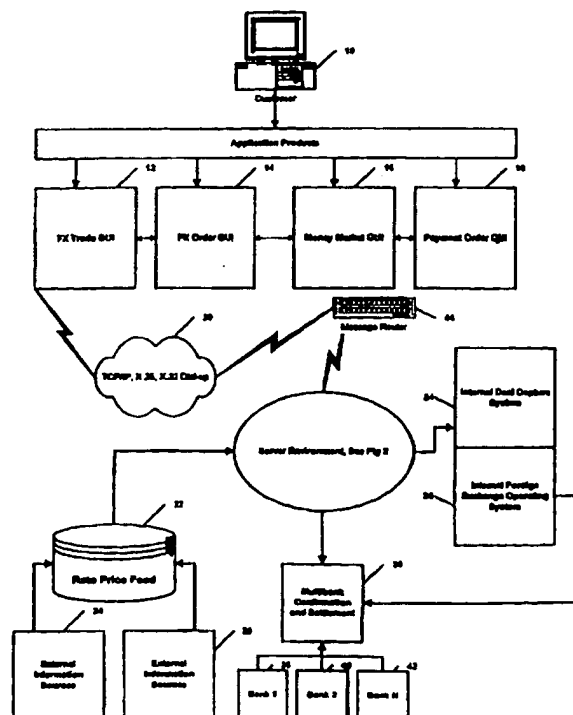 10
Customer
Application Products
12
14
16
18
FX Trade GUI
FX Order GUI
Money Market GUI
Payment Order GUI
20
44
Message Router
TCP/IP, X.25, X.32 Dial-up
Server Environment, See Fig 2
34
Internal Deal Capture
System
Internal Foreign
Exchange Operating
System
22
Rate Price Feed
24
Information
Sources
External
Information
Sources
Multibank
Confirmation
and Settlement
40
42
Bank 1
Bank 2
Bank N